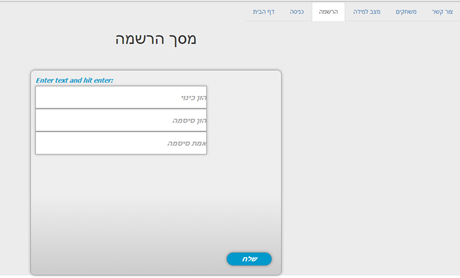 צור קשר משחקים מצב למידה הרשמה כניסה דף הבית
מסך הרשמה
Enter text and hit enter:
הזן כינוי
הזן סיסמה
אמת סיסמה
שלח